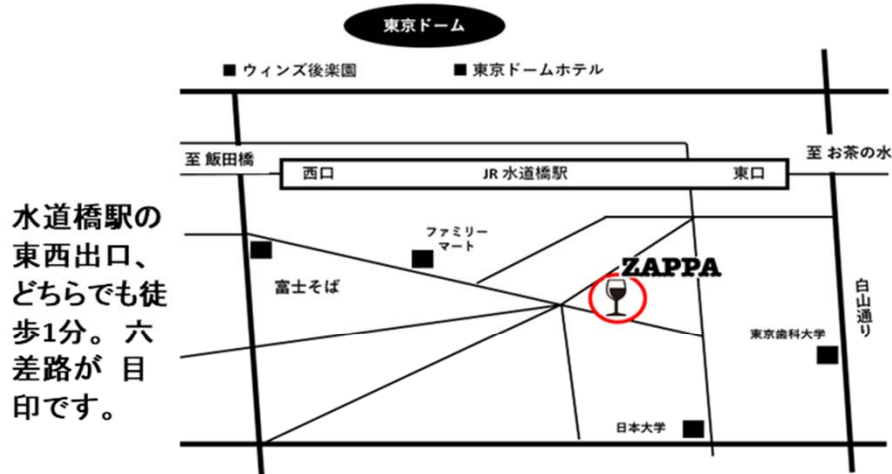 東京ドーム
■ ウィンズ後楽園
■ 東京ドームホテル
至 飯田橋
西口
JR 水道橋駅
東口
至 お茶の水
水道橋駅の
東西出口、
どちらでも徒
歩1分。 六
差路が 目
印です。
ファミリー
マート
富士そば
ZAPPA
白山通り
東京歯科大学
日本大学